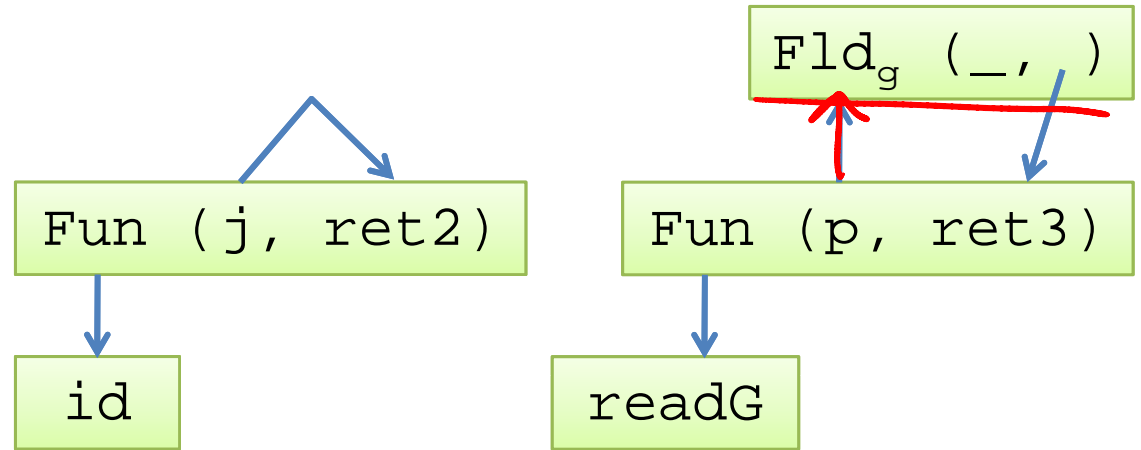 Fldg (_, )
Fun (j, ret2)
Fun (p, ret3)
id
readG